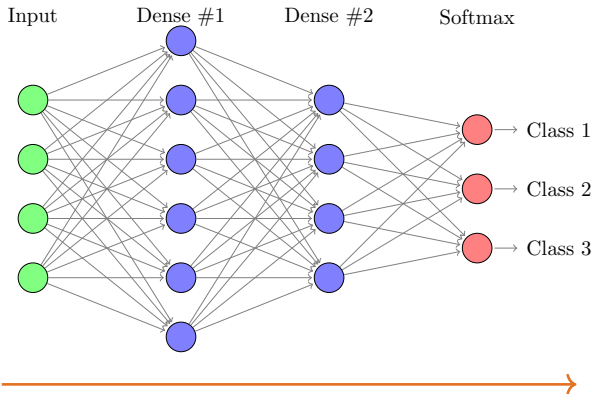 Input Dense #1 Dense #2 Softmax
Class 1
Class 2
Class 3